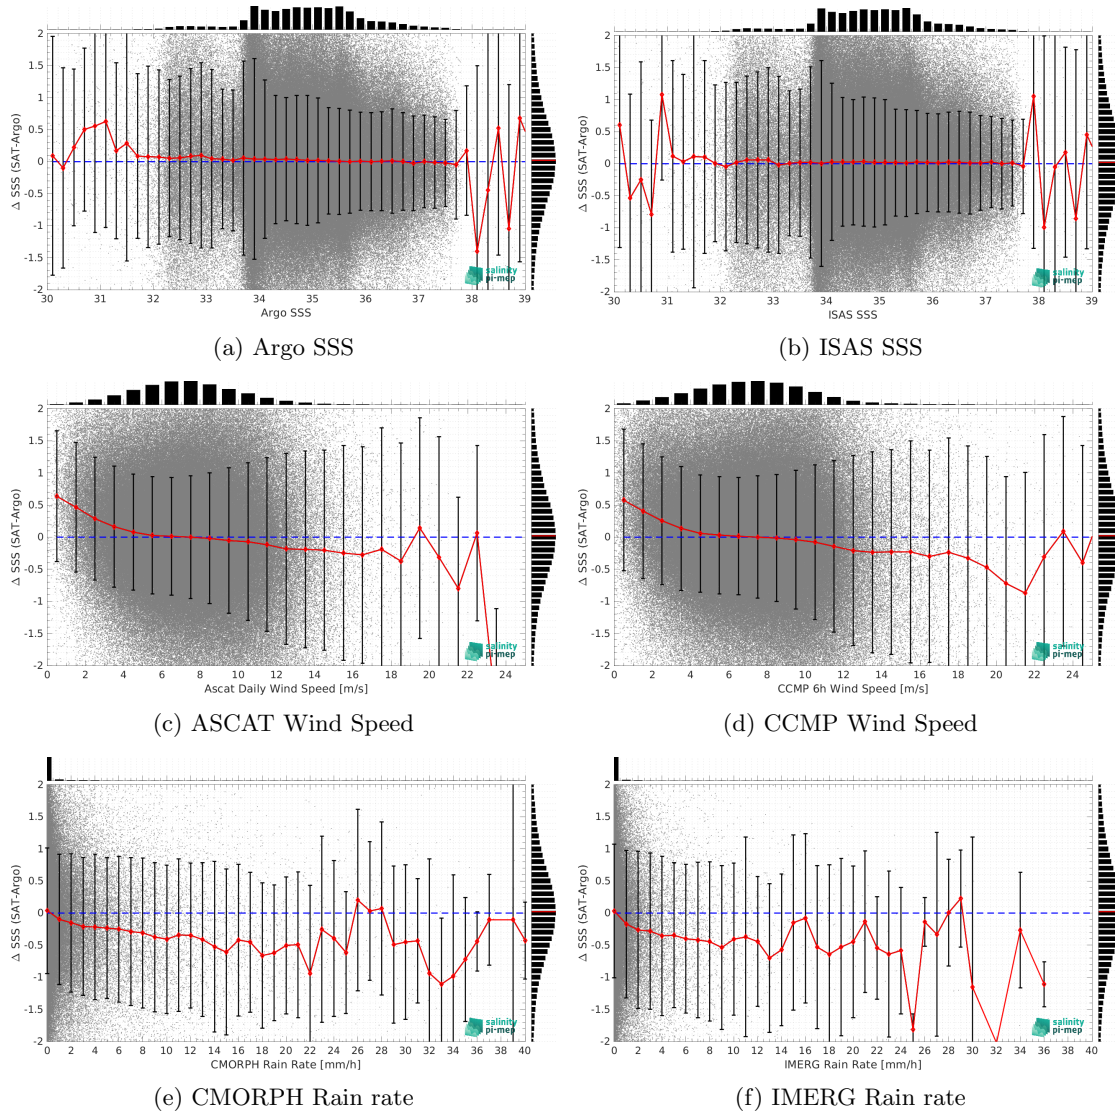 2
1.5
1
0.5
0
-0.5
-1
-1.5
-2
Δ SSS (SAT-Argo)
30 31 32 33 34 35 36 37 38 39
Argo SSS
salinity
pi-mep
(a) Argo SSS
2
1.5
1
0.5
0
-0.5
-1
-1.5
-2
Δ SSS (SAT-Argo)
30 31 32 33 34 35 36 37 38 39
ISAS SSS
salinity
pi-mep
(b) ISAS SSS
2
1.5
1
0.5
0
-0.5
-1
-1.5
-2
Δ SSS (SAT-Argo)
0 2 4 6 8 10 12 14 16 18 20 22 24
Ascat Daily Wind Speed [m/s]
salinity
pi-mep
(c) ASCAT Wind Speed
2
1.5
1
0.5
0
-0.5
-1
-1.5
-2
Δ SSS (SAT-Argo)
0 2 4 6 8 10 12 14 16 18 20 22 24
CCMP 6h Wind Speed [m/s]
salinity
pi-mep
(d) CCMP Wind Speed
2
1.5
1
0.5
0
-0.5
-1
-1.5
-2
Δ SSS (SAT-Argo)
0 2 4 6 8 10 12 14 16 18 20 22 24 26 28 30 32 34 36 38 40
CMORPH Rain Rate [mm/h]
salinity
pi-mep
(e) CMORPH Rain rate
2
1.5
1
0.5
0
-0.5
-1
-1.5
-2
Δ SSS (SAT-Argo)
0 2 4 6 8 10 12 14 16 18 20 22 24 26 28 30 32 34 36 38 40
IMERG Rain Rate [mm/h]
salinity
pi-mep
(f) IMERG Rain rate